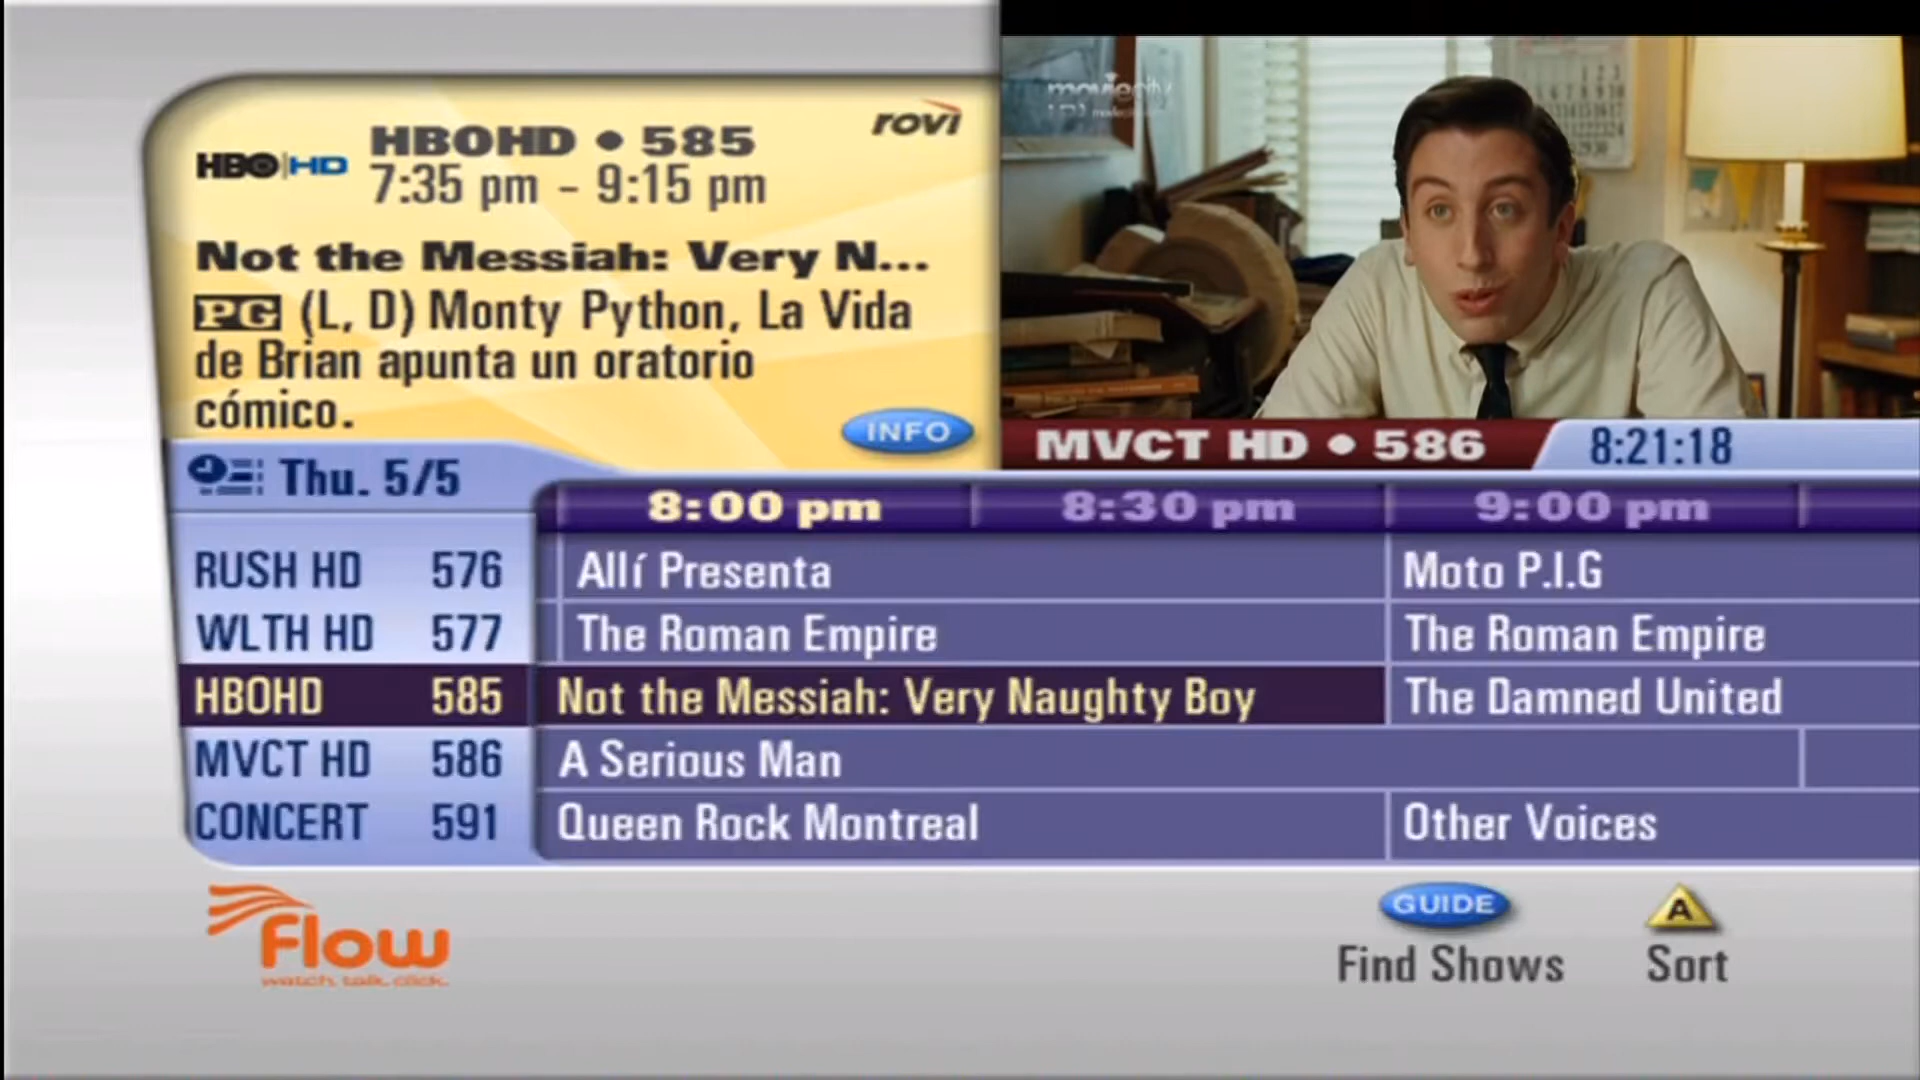 HBO|HD
HBOHD • 585
rovi
7:35 pm - 9:15 pm
Not the Messiah: Very N...
PG (L, D) Monty Python, La Vida
de Brian apunta un oratorio
cómico.
INFO
moviecity
MVCT HD • 586
8:21:18
Thu. 5/5
8:00 pm
8:30 pm
9:00 pm
RUSH HD 576 Allí Presenta Moto P.I.G
WLTH HD 577 The Roman Empire The Roman Empire
HBOHD 585 Not the Messiah: Very Naughty Boy The Damned United
MVCT HD 586 A Serious Man
CONCERT 591 Queen Rock Montreal Other Voices
flow
watch. talk. click.
GUIDE
Find Shows
A
Sort